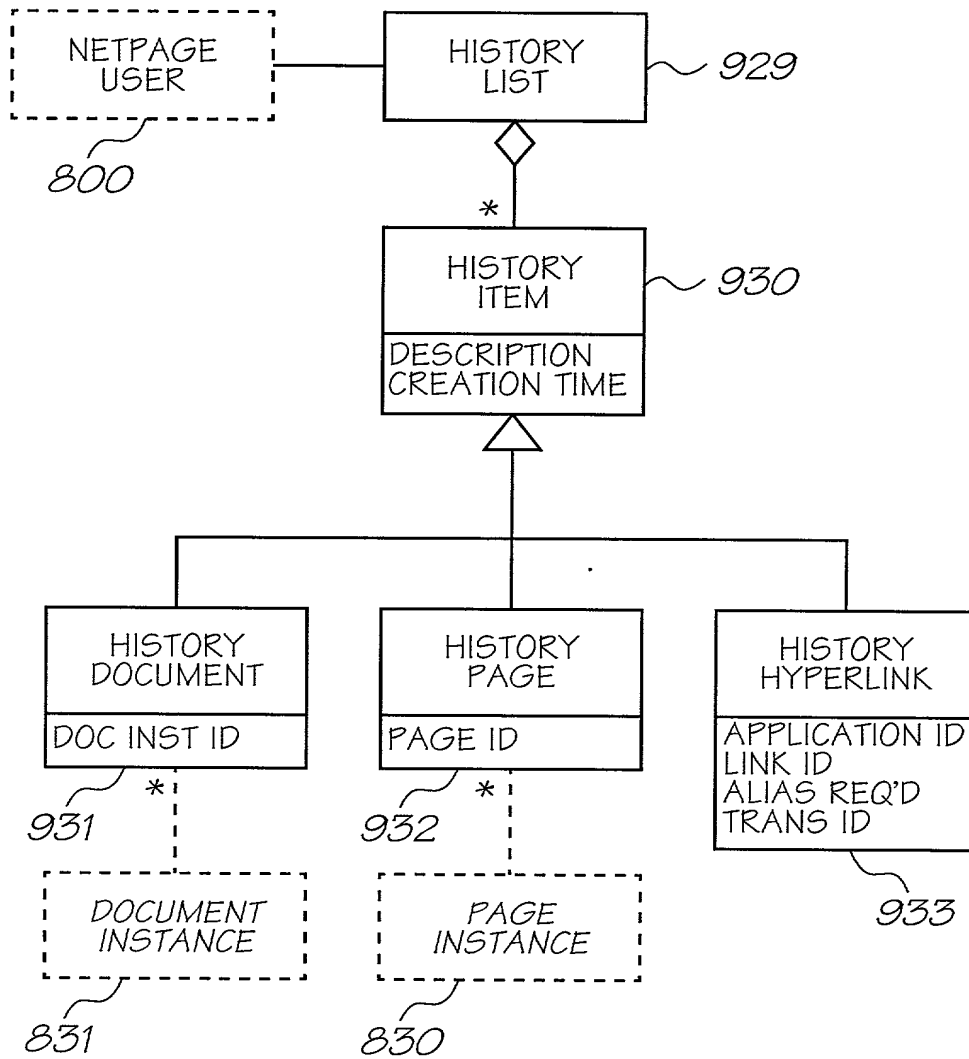 NETPAGE
USER
HISTORY
LIST
929
800
*
HISTORY
ITEM
930
DESCRIPTION
CREATION TIME
HISTORY
DOCUMENT
DOC INST ID
HISTORY
PAGE
PAGE ID
HISTORY
HYPERLINK
APPLICATION ID
LINK ID
ALIAS REQ'D
TRANS ID
931
*
932
*
933
DOCUMENT
INSTANCE
PAGE
INSTANCE
831
830